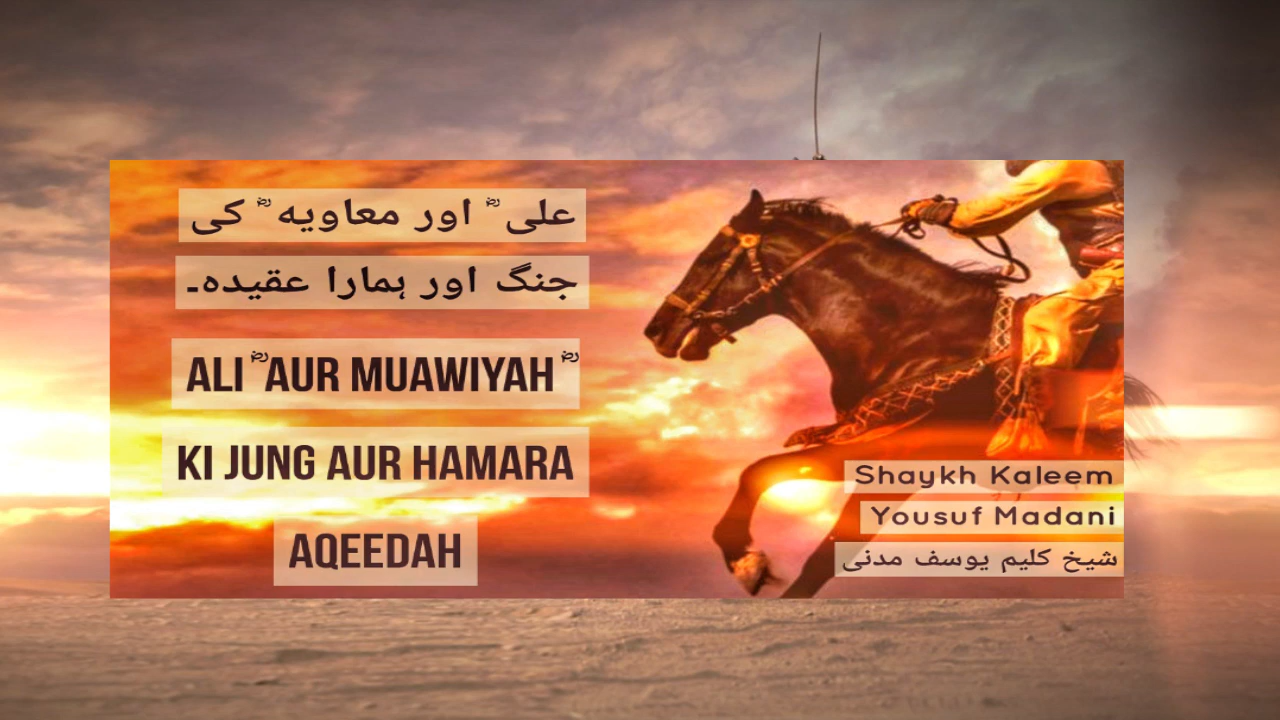 علی ؓ اور معاویہ ؓ کی
جنگ اور ہمارا عقیدہ۔
ALI ؓ AUR MUAWIYAH ؓ
KI JUNG AUR HAMARA
AQEEDAH
Shaykh Kaleem
Yousuf Madani
شیخ کلیم یوسف مدنی